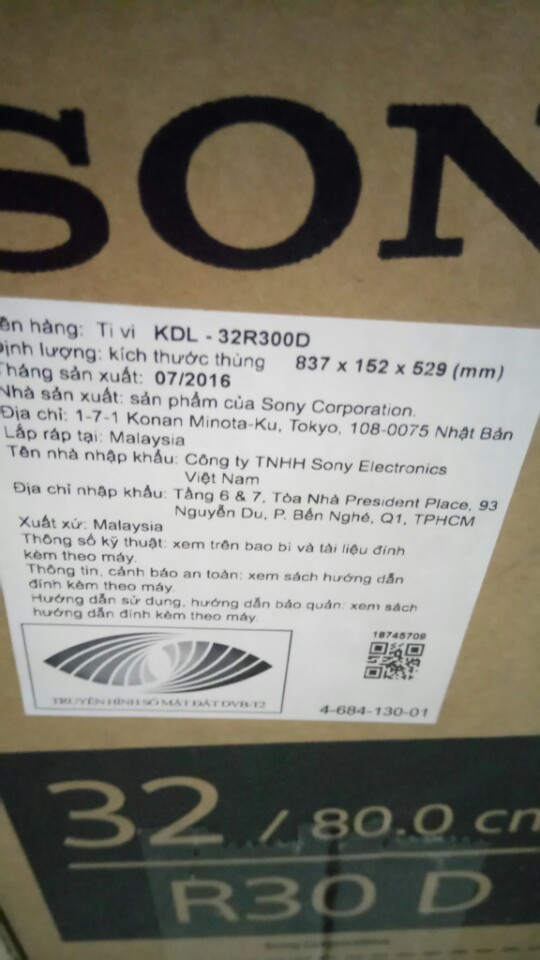 SON
ên hàng: Ti vi KDL - 32R300D
Định lượng: kích thước thùng 837 x 152 x 529 (mm)
Tháng sản xuất: 07/2016
Nhà sản xuất: sản phẩm của Sony Corporation.
Địa chỉ: 1-7-1 Konan Minota-Ku, Tokyo, 108-0075 Nhật Bản
Lắp ráp tại: Malaysia
Tên nhà nhập khẩu: Công ty TNHH Sony Electronics
Việt Nam
Địa chỉ nhập khẩu: Tầng 6 & 7, Tòa Nhà President Place, 93
Nguyễn Du, P. Bến Nghé, Q1, TPHCM
Xuất xứ: Malaysia
Thông số kỹ thuật: xem trên bao bì và tài liệu đính
kèm theo máy.
Thông tin, cảnh báo an toàn: xem sách hướng dẫn
đính kèm theo máy.
Hướng dẫn sử dụng, hướng dẫn bảo quản: xem sách
hướng dẫn đính kèm theo máy.
TRUYỀN HÌNH SỐ MẶT ĐẤT DVB-T2
18745709
4-684-130-01
32 / 80.0 cm
R30 D
Sony Corporation